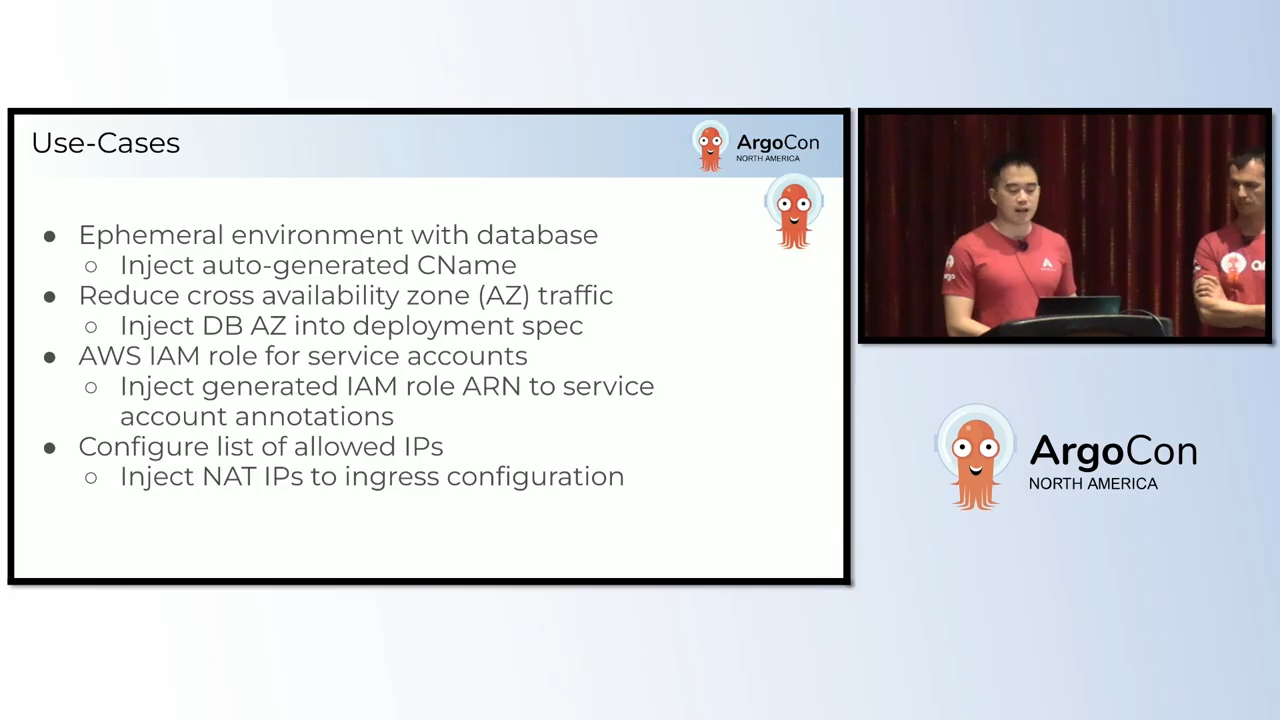 Use-Cases
ArgoCon
NORTH AMERICA
● Ephemeral environment with database
○ Inject auto-generated CName
● Reduce cross availability zone (AZ) traffic
○ Inject DB AZ into deployment spec
● AWS IAM role for service accounts
○ Inject generated IAM role ARN to service
account annotations
● Configure list of allowed IPs
○ Inject NAT IPs to ingress configuration
ArgoCon
NORTH AMERICA